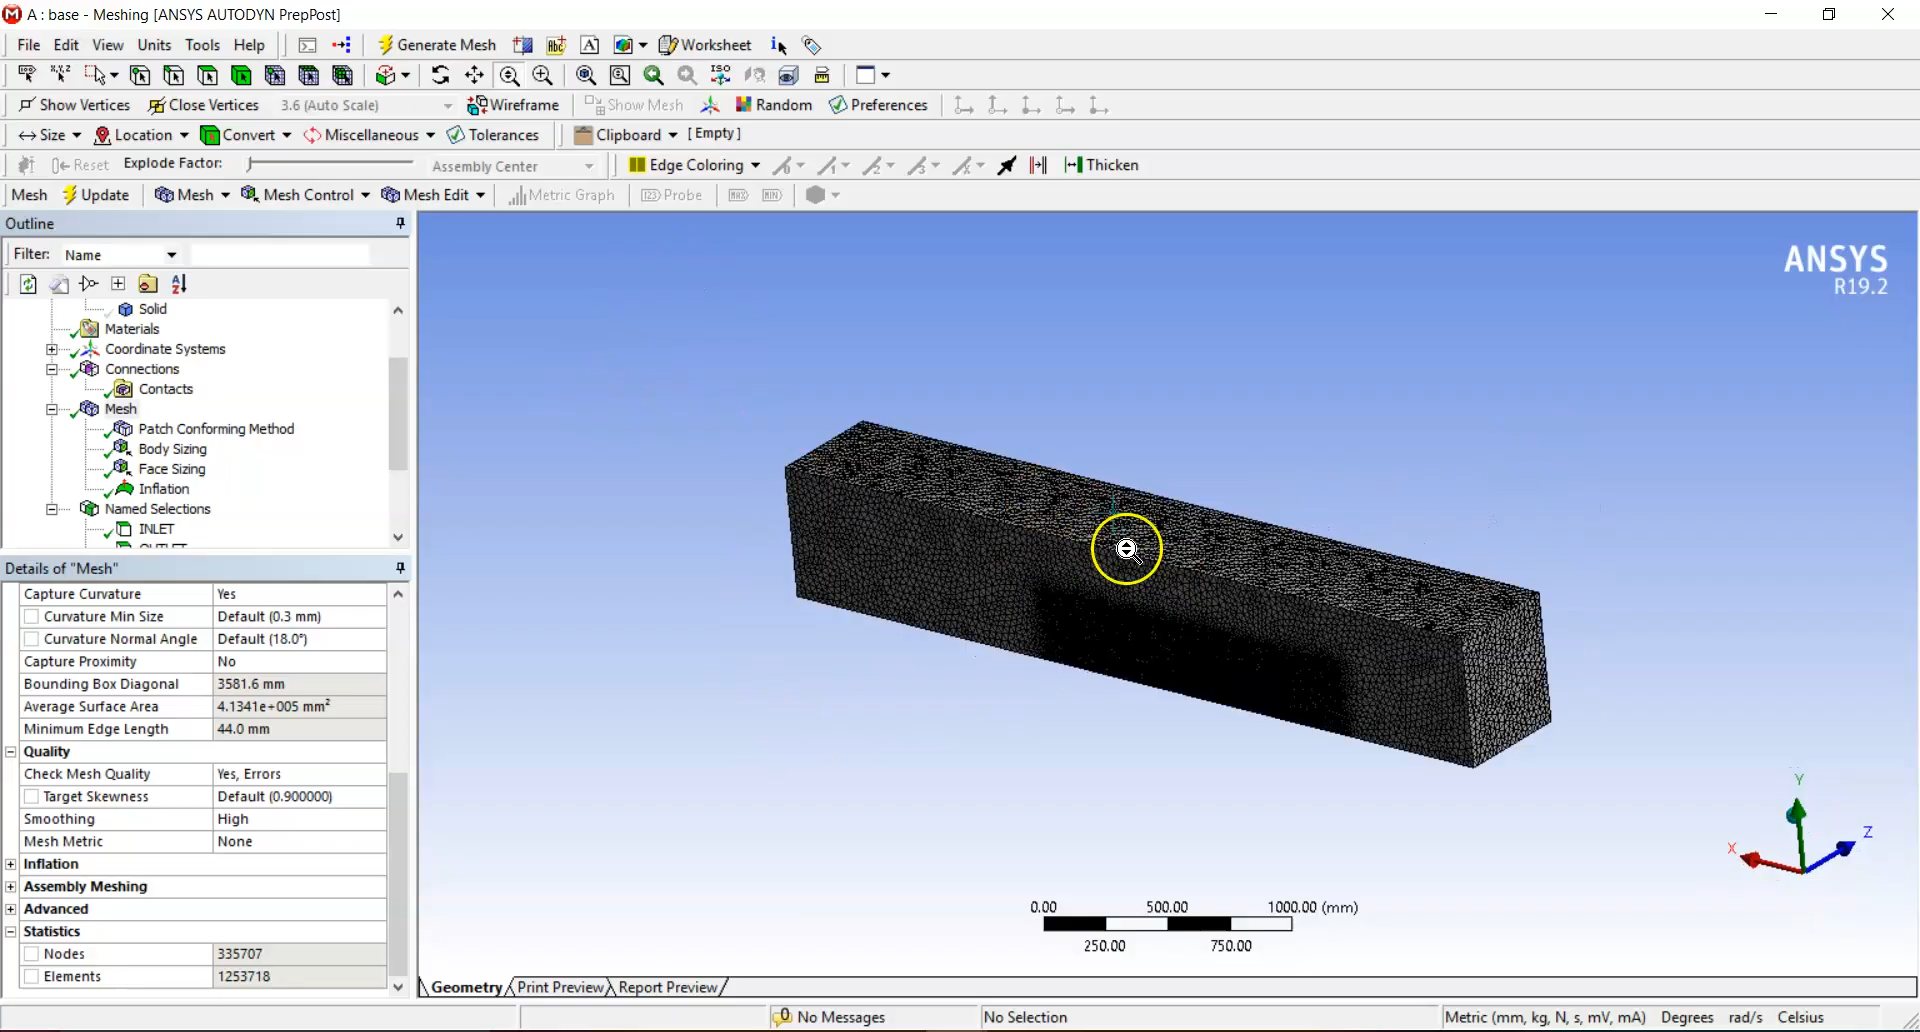 A : base - Meshing [ANSYS AUTODYN PrepPost]
File Edit View Units Tools Help Generate Mesh Worksheet
ISO
Show Vertices Close Vertices 3.6 (Auto Scale) Wireframe Show Mesh Random Preferences
Size Location Convert Miscellaneous Tolerances Clipboard [ Empty ]
Reset Explode Factor: Assembly Center Edge Coloring Thicken
Mesh Update Mesh Mesh Control Mesh Edit Metric Graph Probe MAX MIN
Outline
Filter: Name
Solid
Materials
Coordinate Systems
Connections
Contacts
Mesh
Patch Conforming Method
Body Sizing
Face Sizing
Inflation
Named Selections
INLET
OUTLET
Details of "Mesh"
Capture Curvature Yes
Curvature Min Size Default (0.3 mm)
Curvature Normal Angle Default (18.0°)
Capture Proximity No
Bounding Box Diagonal 3581.6 mm
Average Surface Area 4.1341e+005 mm²
Minimum Edge Length 44.0 mm
Quality
Check Mesh Quality Yes, Errors
Target Skewness Default (0.900000)
Smoothing High
Mesh Metric None
Inflation
Assembly Meshing
Advanced
Statistics
Nodes 335707
Elements 1253718
ANSYS
R19.2
Y
Z
X
0.00 500.00 1000.00 (mm)
250.00 750.00
Geometry Print Preview Report Preview
No Messages No Selection Metric (mm, kg, N, s, mV, mA) Degrees rad/s Celsius